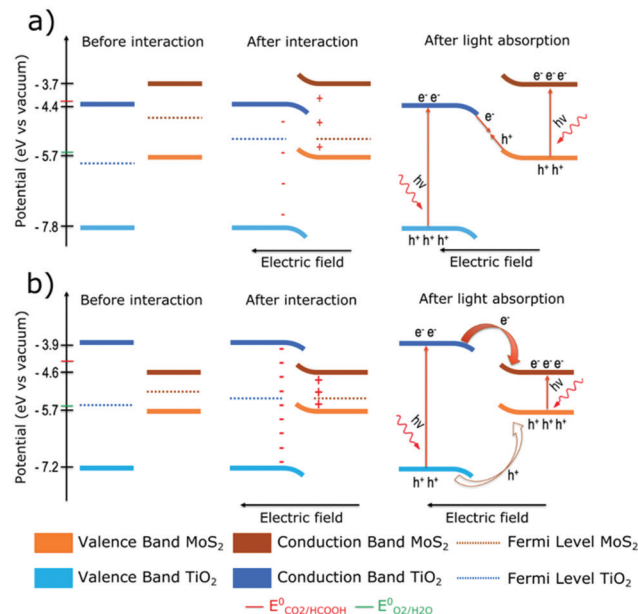 a)
Before interaction
After interaction
After light absorption
Potential (eV vs vacuum)
-3.7
-4.4
-5.7
-7.8
+
+
+
-
-
-
-
e- e-
e-
h+
e- e- e-
hν
hν
h+ h+
h+ h+ h+
Electric field
Electric field
b)
Before interaction
After interaction
After light absorption
Potential (eV vs vacuum)
-3.9
-4.6
-5.7
-7.2
+
+
+
e- e-
e-
e- e- e-
hν
hν
h+ h+ h+
h+ h+
h+
Electric field
Electric field
Valence Band MoS2
Conduction Band MoS2
Fermi Level MoS2
Valence Band TiO2
Conduction Band TiO2
Fermi Level TiO2
E0CO2/HCOOH
E0O2/H2O